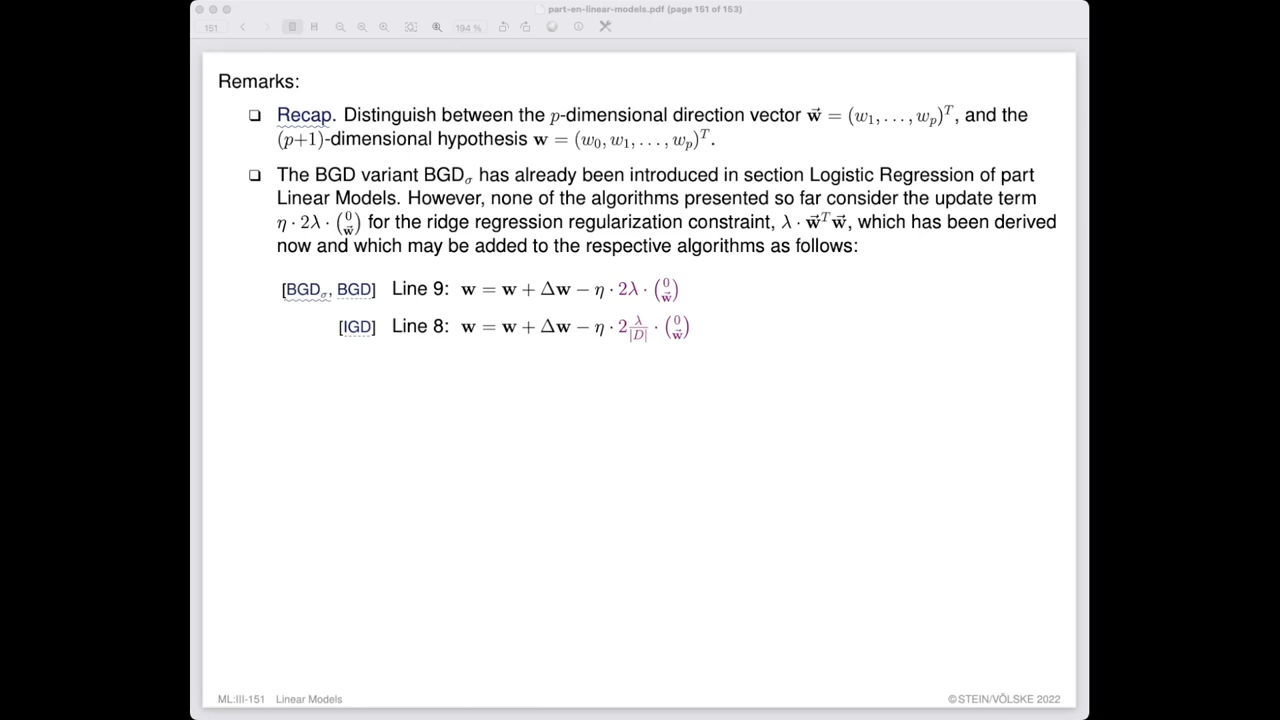 part-en-linear-models.pdf (page 151 of 153)
151
194 %
Remarks:
❑ Recap. Distinguish between the p-dimensional direction vector w⃗ = (w₁, . . . , wₚ)ᵀ, and the
(p+1)-dimensional hypothesis w = (w₀, w₁, . . . , wₚ)ᵀ.
❑ The BGD variant BGD_σ has already been introduced in section Logistic Regression of part
Linear Models. However, none of the algorithms presented so far consider the update term
η · 2λ · (0 w⃗) for the ridge regression regularization constraint, λ · w⃗ᵀw⃗, which has been derived
now and which may be added to the respective algorithms as follows:
[BGD_σ, BGD] Line 9: w = w + Δw − η · 2λ · (0 w⃗)
[IGD] Line 8: w = w + Δw − η · 2 λ/|D| · (0 w⃗)
ML:III-151 Linear Models
©STEIN/VÖLSKE 2022